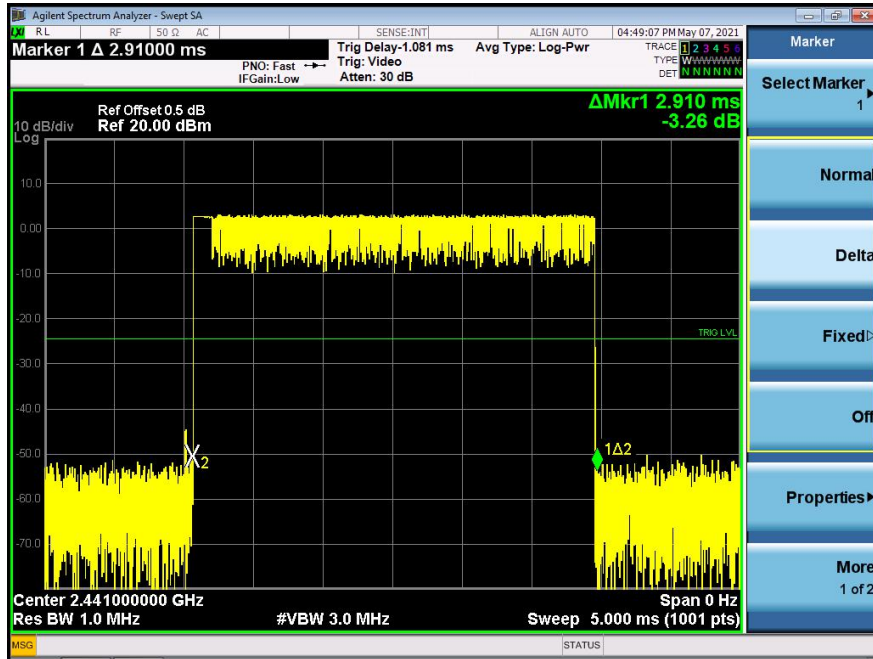 Agilent Spectrum Analyzer - Swept SA
LXI RL RF 50 Ω AC SENSE:INT ALIGN AUTO 04:49:07 PM May 07, 2021
Marker 1 Δ 2.91000 ms
PNO: Fast
IFGain:Low
Trig Delay-1.081 ms
Trig: Video
Atten: 30 dB
Avg Type: Log-Pwr
TRACE 1 2 3 4 5 6
TYPE WWWWWW
DET N N N N N N
ΔMkr1 2.910 ms
-3.26 dB
Ref Offset 0.5 dB
10 dB/div Ref 20.00 dBm
Log
10.0
0.00
-10.0
-20.0
TRIG LVL
-30.0
-40.0
-50.0
2
1Δ2
-60.0
-70.0
Center 2.441000000 GHz Span 0 Hz
Res BW 1.0 MHz #VBW 3.0 MHz Sweep 5.000 ms (1001 pts)
MSG STATUS
Marker
Select Marker
1
Normal
Delta
Fixed
Off
Properties
More
1 of 2